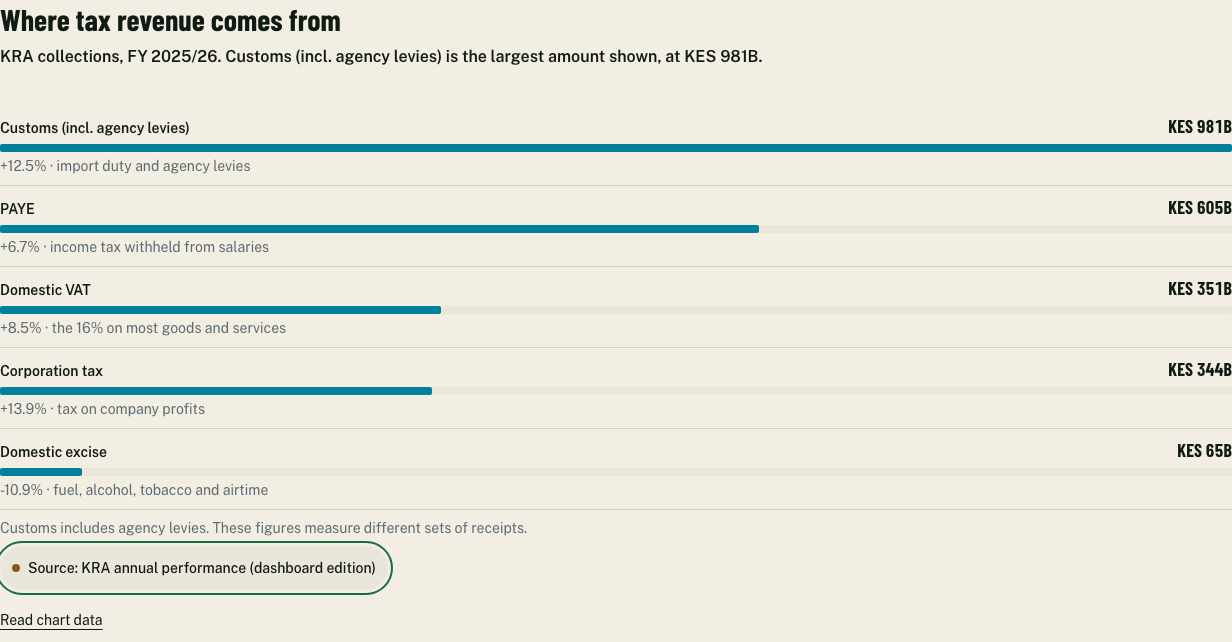 Where tax revenue comes from
KRA collections, FY 2025/26. Customs (incl. agency levies) is the largest amount shown, at KES 981B.
Customs (incl. agency levies) KES 981B
+12.5% · import duty and agency levies
PAYE KES 605B
+6.7% · income tax withheld from salaries
Domestic VAT KES 351B
+8.5% · the 16% on most goods and services
Corporation tax KES 344B
+13.9% · tax on company profits
Domestic excise KES 65B
-10.9% · fuel, alcohol, tobacco and airtime
Customs includes agency levies. These figures measure different sets of receipts.
Source: KRA annual performance (dashboard edition)
Read chart data